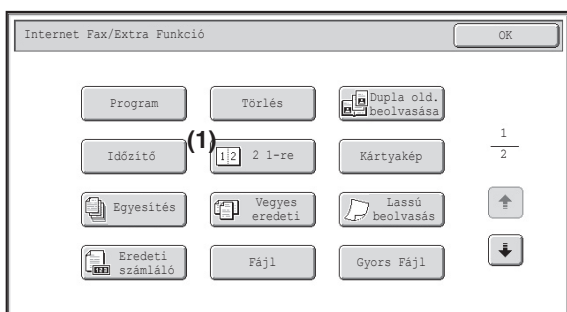 Internet Fax/Extra Funkció
OK
Program
Törlés
Dupla old.
beolvasása
Időzítő
(1)
1 2
2 1-re
Kártyakép
1
2
Egyesítés
Vegyes
eredeti
Lassú
beolvasás
Eredeti
számláló
123
Fájl
Gyors Fájl